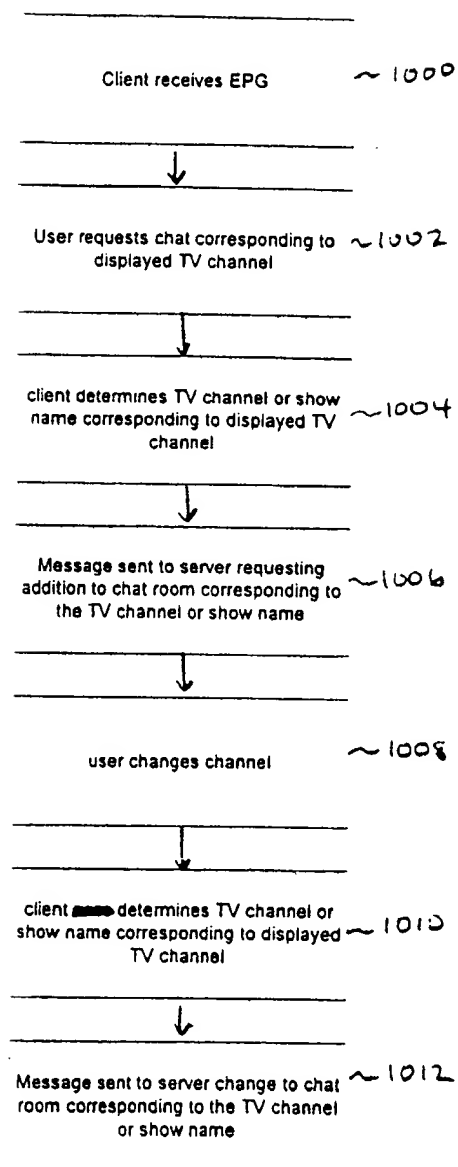 Client receives EPG ~ 1000
User requests chat corresponding to ~ 1002
displayed TV channel
client determines TV channel or show
name corresponding to displayed TV ~ 1004
channel
Message sent to server requesting
addition to chat room corresponding to ~ 1006
the TV channel or show name
user changes channel ~ 1008
client determines TV channel or
show name corresponding to displayed ~ 1010
TV channel
Message sent to server change to chat ~ 1012
room corresponding to the TV channel
or show name